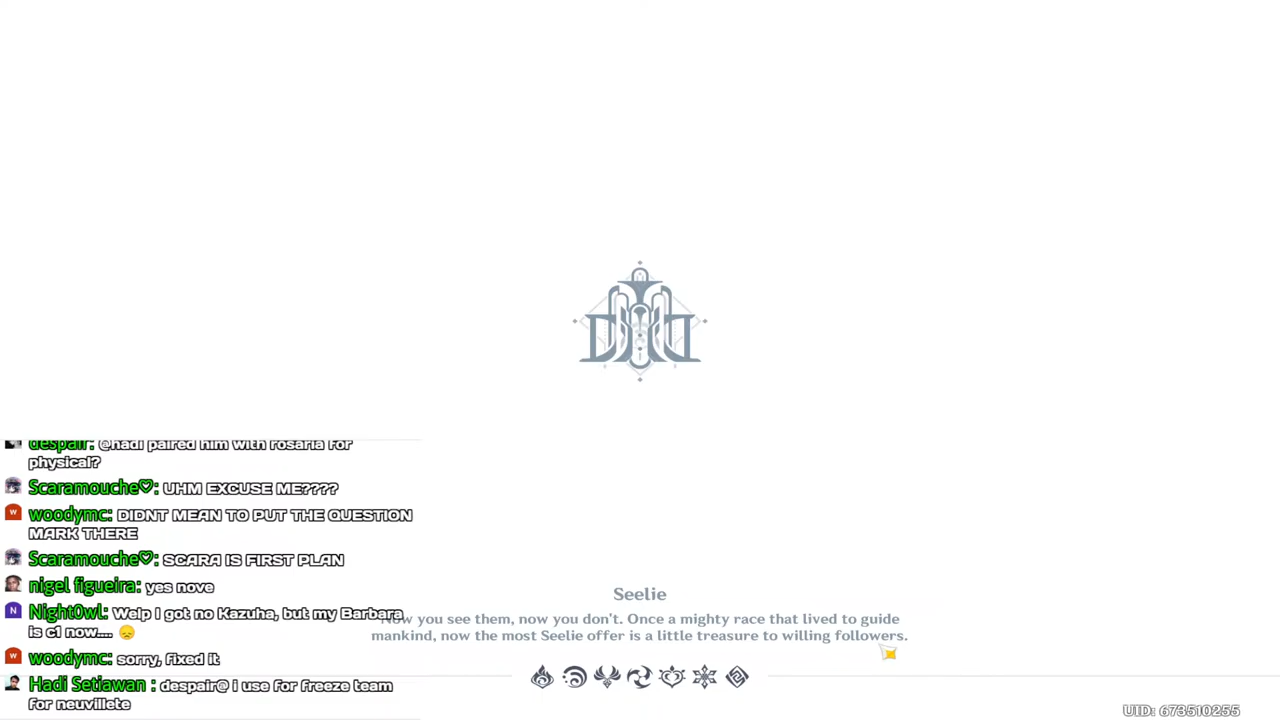 despair: @hadi paired him with rosaria for
physical?
Scaramouche♡: UHM EXCUSE ME????
woodymc: DIDNT MEAN TO PUT THE QUESTION
MARK THERE
Scaramouche♡: SCARA IS FIRST PLAN
nigel figueira: yes nove
NightOwl: Welp I got no Kazuha, but my Barbara
is c1 now.... 😞
woodymc: sorry, fixed it
Hadi Setiawan : despair@ i use for freeze team
for neuvillete
Seelie
Now you see them, now you don't. Once a mighty race that lived to guide
mankind, now the most Seelie offer is a little treasure to willing followers.
UID: 673510255